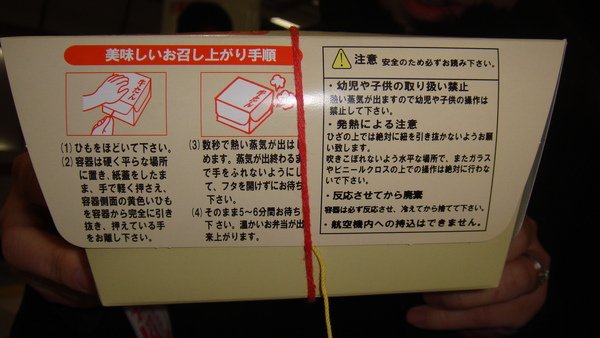 美味しいお召し上がり手順
牛たん
(1) ひもをほどいて下さい。
(2) 容器は硬く平らな場所
に置き、紙蓋をしたま
ま、手で軽く押さえ、
容器側面の黄色いひも
を容器から完全に引き
抜き、押えている手
をお離し下さい。
(3) 数秒で熱い蒸気が出はじ
めます。蒸気が出終わるま
で手をふれないようにし
て、フタを開けずにお待ち
下さい。
(4) そのまま5~6分間お待ち
下さい。温かいお弁当が出
来上がります。
注意 安全のため必ずお読み下さい。
・幼児や子供の取り扱い禁止
熱い蒸気が出ますので幼児や子供の操作は
禁止して下さい。
・発熱による注意
ひざの上では絶対に紐を引き抜かないようお願
い致します。
吹きこぼれないよう水平な場所で、またガラス
やビニールクロスの上での操作は絶対に行わな
いで下さい。
・反応させてから廃棄
容器は必ず反応させ、冷えてから捨てて下さい。
・航空機内への持込はできません。